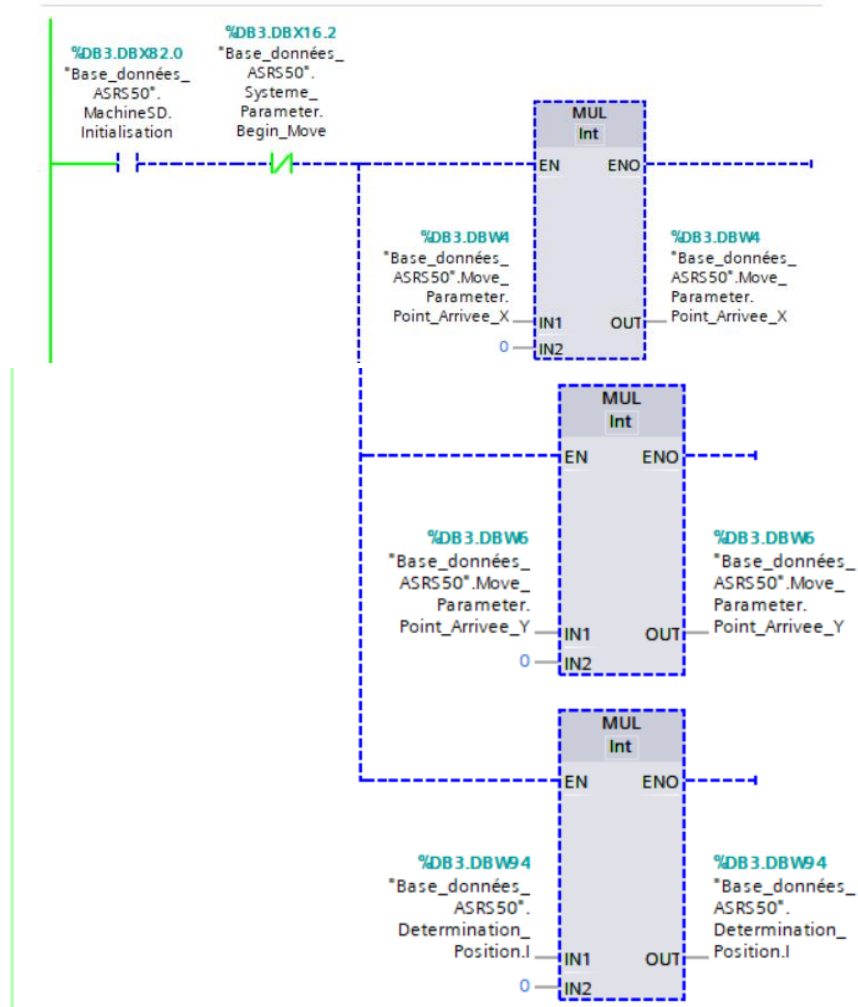 %DB3.DBX82.0
"Base_données_
ASRS50".
MachineSD.
Initialisation
%DB3.DBX16.2
"Base_données_
ASRS50".
Systeme_
Parameter.
Begin_Move
MUL
Int
EN ENO
%DB3.DBW4
"Base_données_
ASRS50".Move_
Parameter.
Point_Arrivee_X
IN1
0
IN2
OUT
%DB3.DBW4
"Base_données_
ASRS50".Move_
Parameter.
Point_Arrivee_X
MUL
Int
EN ENO
%DB3.DBW6
"Base_données_
ASRS50".Move_
Parameter.
Point_Arrivee_Y
IN1
0
IN2
OUT
%DB3.DBW6
"Base_données_
ASRS50".Move_
Parameter.
Point_Arrivee_Y
MUL
Int
EN ENO
%DB3.DBW94
"Base_données_
ASRS50".
Determination_
Position.I
IN1
0
IN2
OUT
%DB3.DBW94
"Base_données_
ASRS50".
Determination_
Position.I